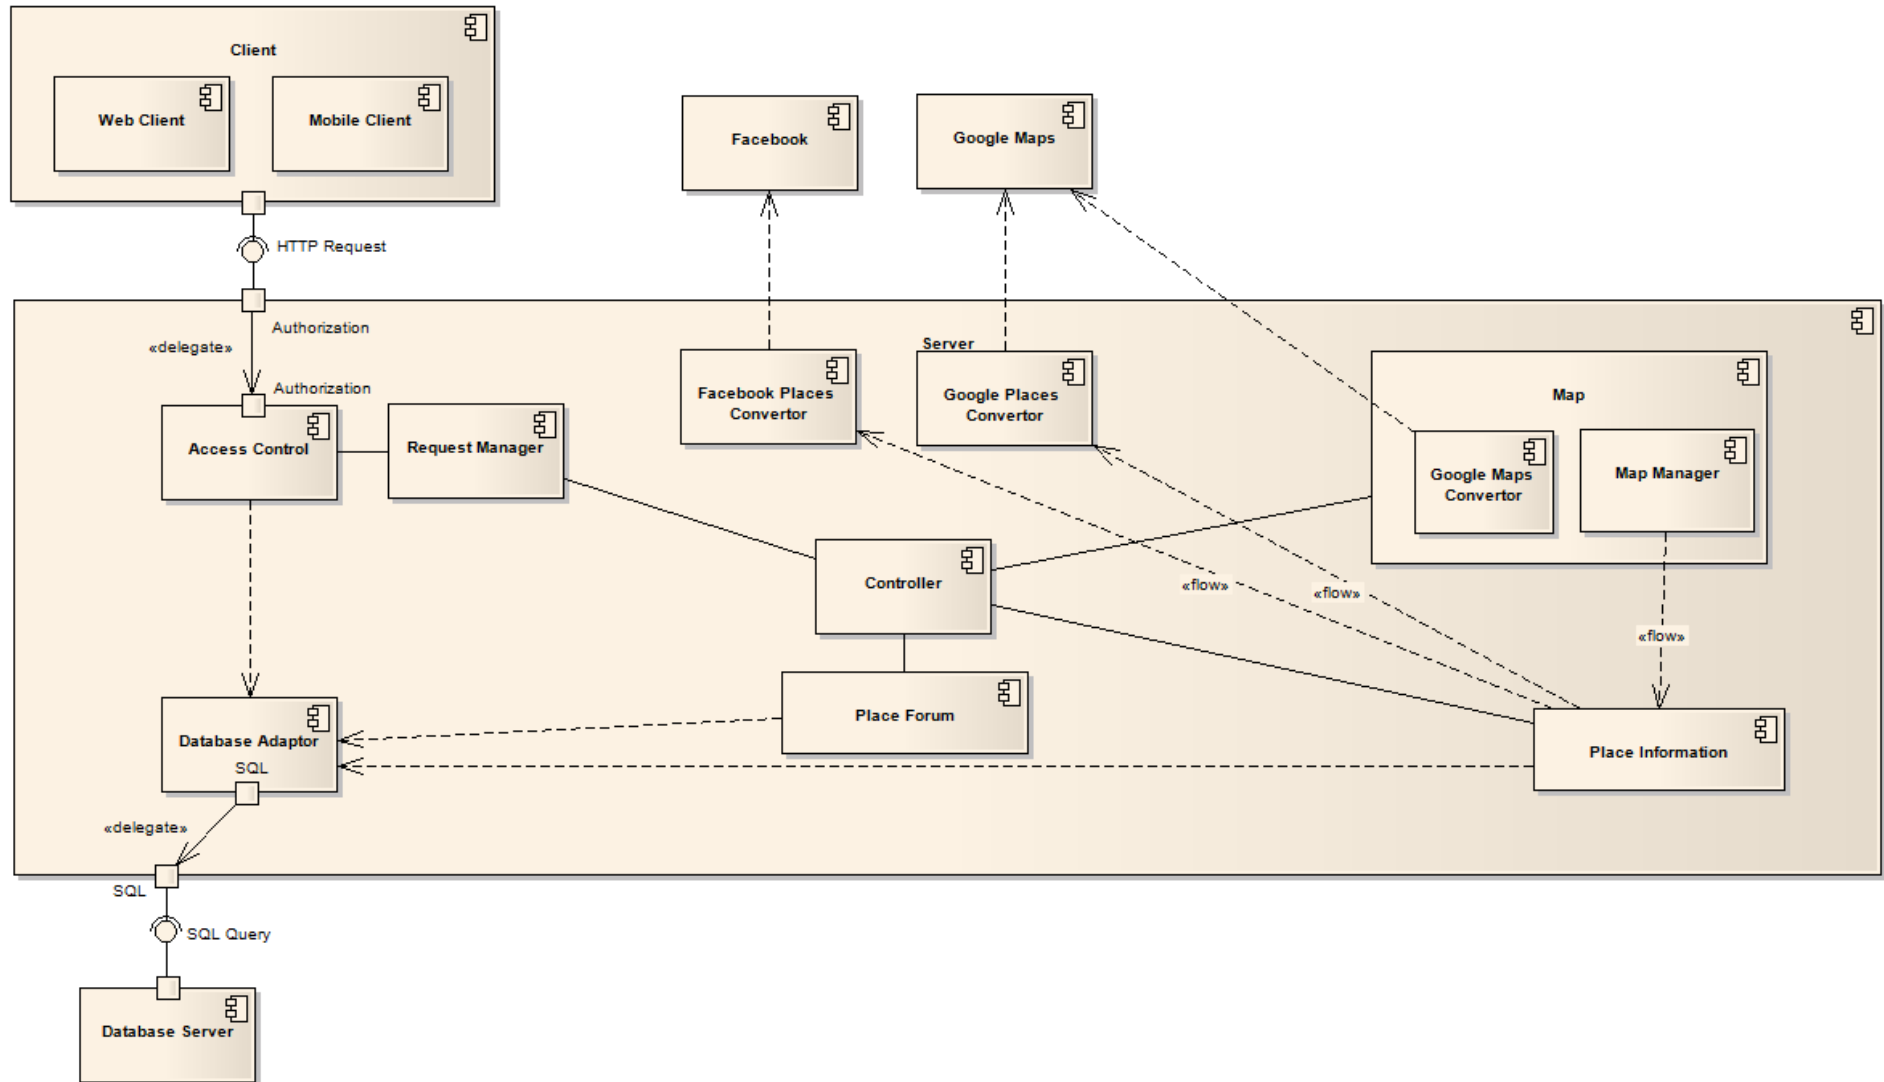 Client
Web Client
Mobile Client
Facebook
Google Maps
HTTP Request
Authorization
«delegate»
Authorization
Server
Facebook Places
Convertor
Google Places
Convertor
Map
Access Control
Request Manager
Google Maps
Convertor
Map Manager
Controller
«flow»
«flow»
«flow»
Place Forum
Database Adaptor
SQL
Place Information
«delegate»
SQL
SQL Query
Database Server